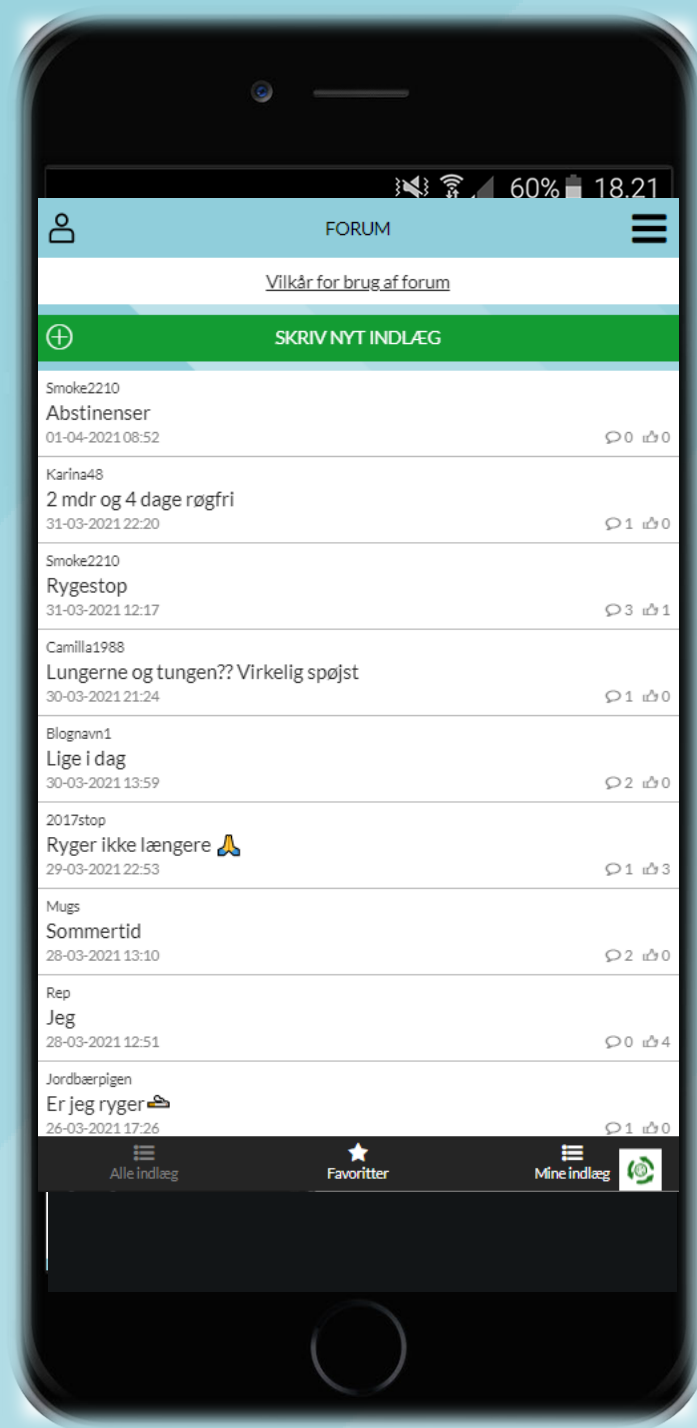 60% 18.21
FORUM
Vilkår for brug af forum
SKRIV NYT INDLÆG
Smoke2210
Abstinenser
01-04-2021 08:52
0 0
Karina48
2 mdr og 4 dage røgfri
31-03-2021 22:20
1 0
Smoke2210
Rygestop
31-03-2021 12:17
3 1
Camilla1988
Lungerne og tungen?? Virkelig spøjst
30-03-2021 21:24
1 0
Blognavn1
Lige i dag
30-03-2021 13:59
2 0
2017stop
Ryger ikke længere 🙏
29-03-2021 22:53
1 3
Mugs
Sommertid
28-03-2021 13:10
2 0
Rep
Jeg
28-03-2021 12:51
0 4
Jordbærpigen
Er jeg ryger 🚬
26-03-2021 17:26
1 0
Alle indlæg Favoritter Mine indlæg